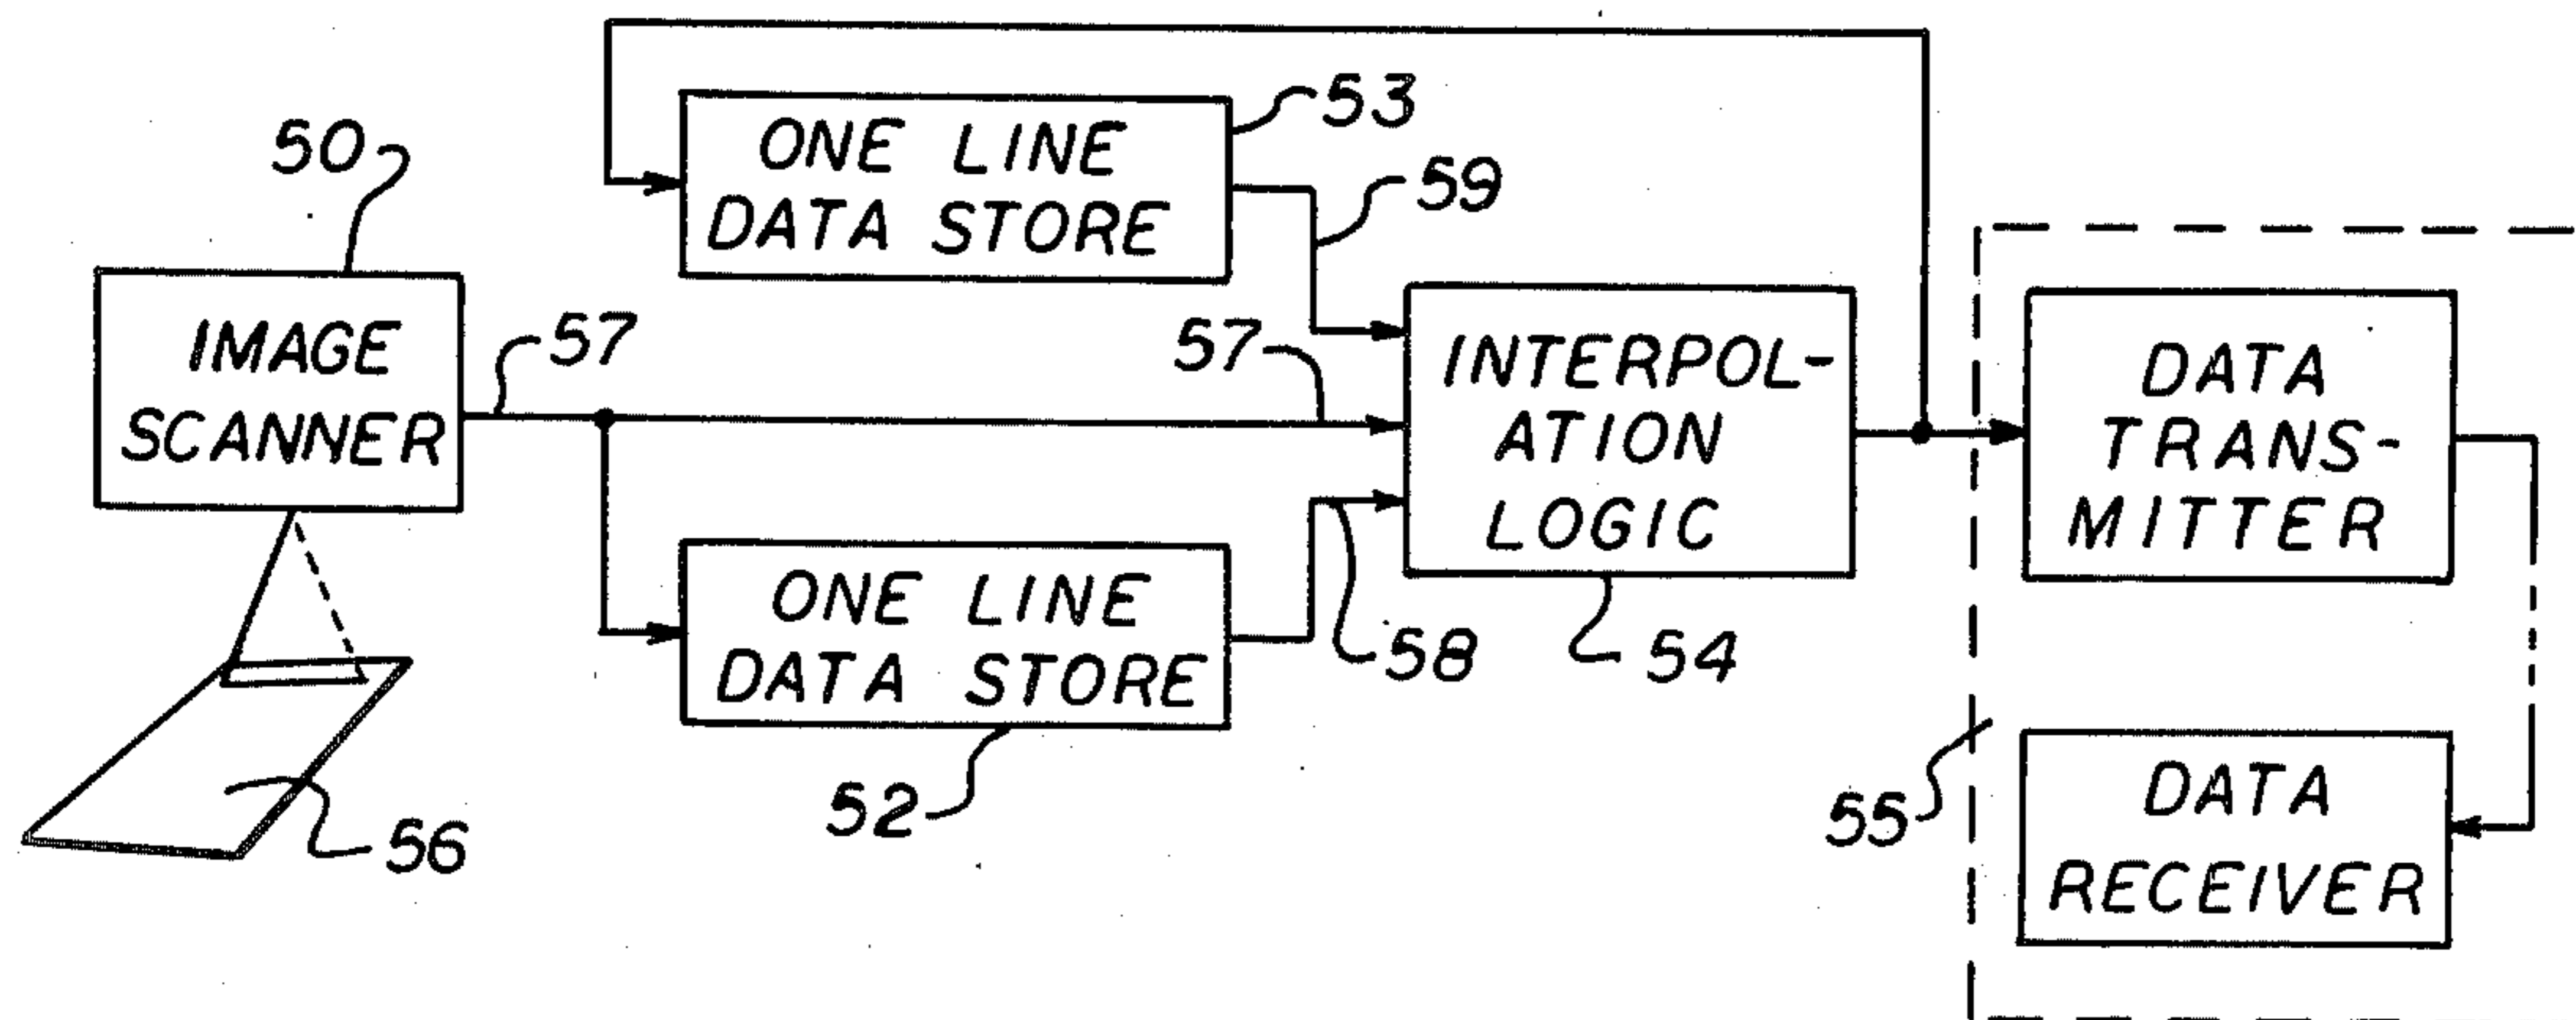 50
IMAGE
SCANNER
57
56
53
ONE LINE
DATA STORE
59
57
ONE LINE
DATA STORE
52
58
INTERPOL-
ATION
LOGIC
54
55
DATA
TRANS-
MITTER
DATA
RECEIVER